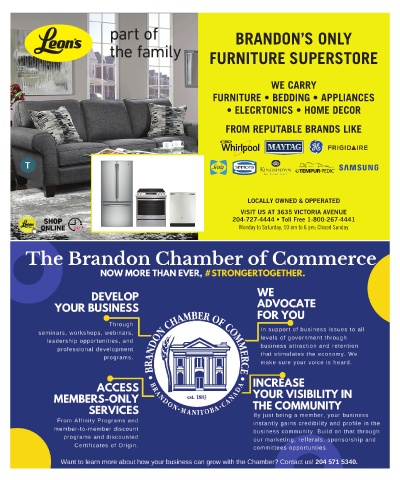 Leon's
part of
the family
BRANDON'S ONLY
FURNITURE SUPERSTORE
WE CARRY
FURNITURE • BEDDING • APPLIANCES
• ELECRTONICS • HOME DECOR
FROM REPUTABLE BRANDS LIKE
Whirlpool MAYTAG GE FRIGIDAIRE
Serta SIMMONS KINGSDOWN TEMPUR-PEDIC SAMSUNG
T
Leon's SHOP
ONLINE
LOCALLY OWNED & OPPERATED
VISIT US AT 3635 VICTORIA AVENUE
204-727-4444 • Toll Free 1-800-267-4441
Monday to Saturday, 10 am to 6 pm; Closed Sunday
The Brandon Chamber of Commerce
NOW MORE THAN EVER, #STRONGERTOGETHER.
DEVELOP
YOUR BUSINESS
Through
seminars, workshops, webinars,
leadership opportunities, and
professional development
programs.
WE
ADVOCATE
FOR YOU
In support of business issues to all
levels of government through
business attraction and retention
that stimulates the economy. We
make sure your voice is heard.
BRANDON CHAMBER OF COMMERCE
est. 1883
• BRANDON • MANITOBA • CANADA •
ACCESS
MEMBERS-ONLY
SERVICES
From Affinity Programs and
member-to-member discount
programs and discounted
Certificates of Origin.
INCREASE
YOUR VISIBILITY IN
THE COMMUNITY
By just being a member, your business
instantly gains credibility and profile in the
business community. Build on that through
our marketing, refferals, sponsorship and
committees opportunities.
Want to learn more about how your business can grow with the Chamber? Contact us! 204 571 5340.